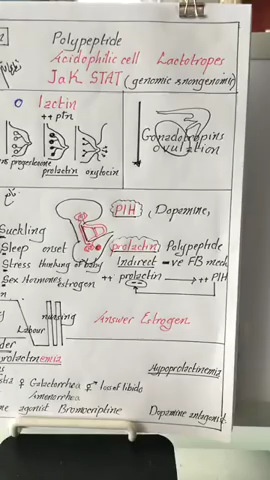 Polypeptide
Acidophilic cell Lactotropes
JaK STAT (genomic & nongenomic)
lactin
++ ptn
progesterone prolactin oxytocin
Gonadotropins
ovulation
PIH (Dopamine,
Suckling
Sleep onset
Stress thinking of baby
Sex Hormones estrogen
prolactin Polypeptide
Indirect -ve FB mech
++ prolactin → ++ PIH
Labour
nursing
Answer Estrogen
prolactinemia
Hypoprolactinemia
♀ Galactorrhea ♂ loss of libido
Amenorrhea
agonist Bromocriptine Dopamine antagonist